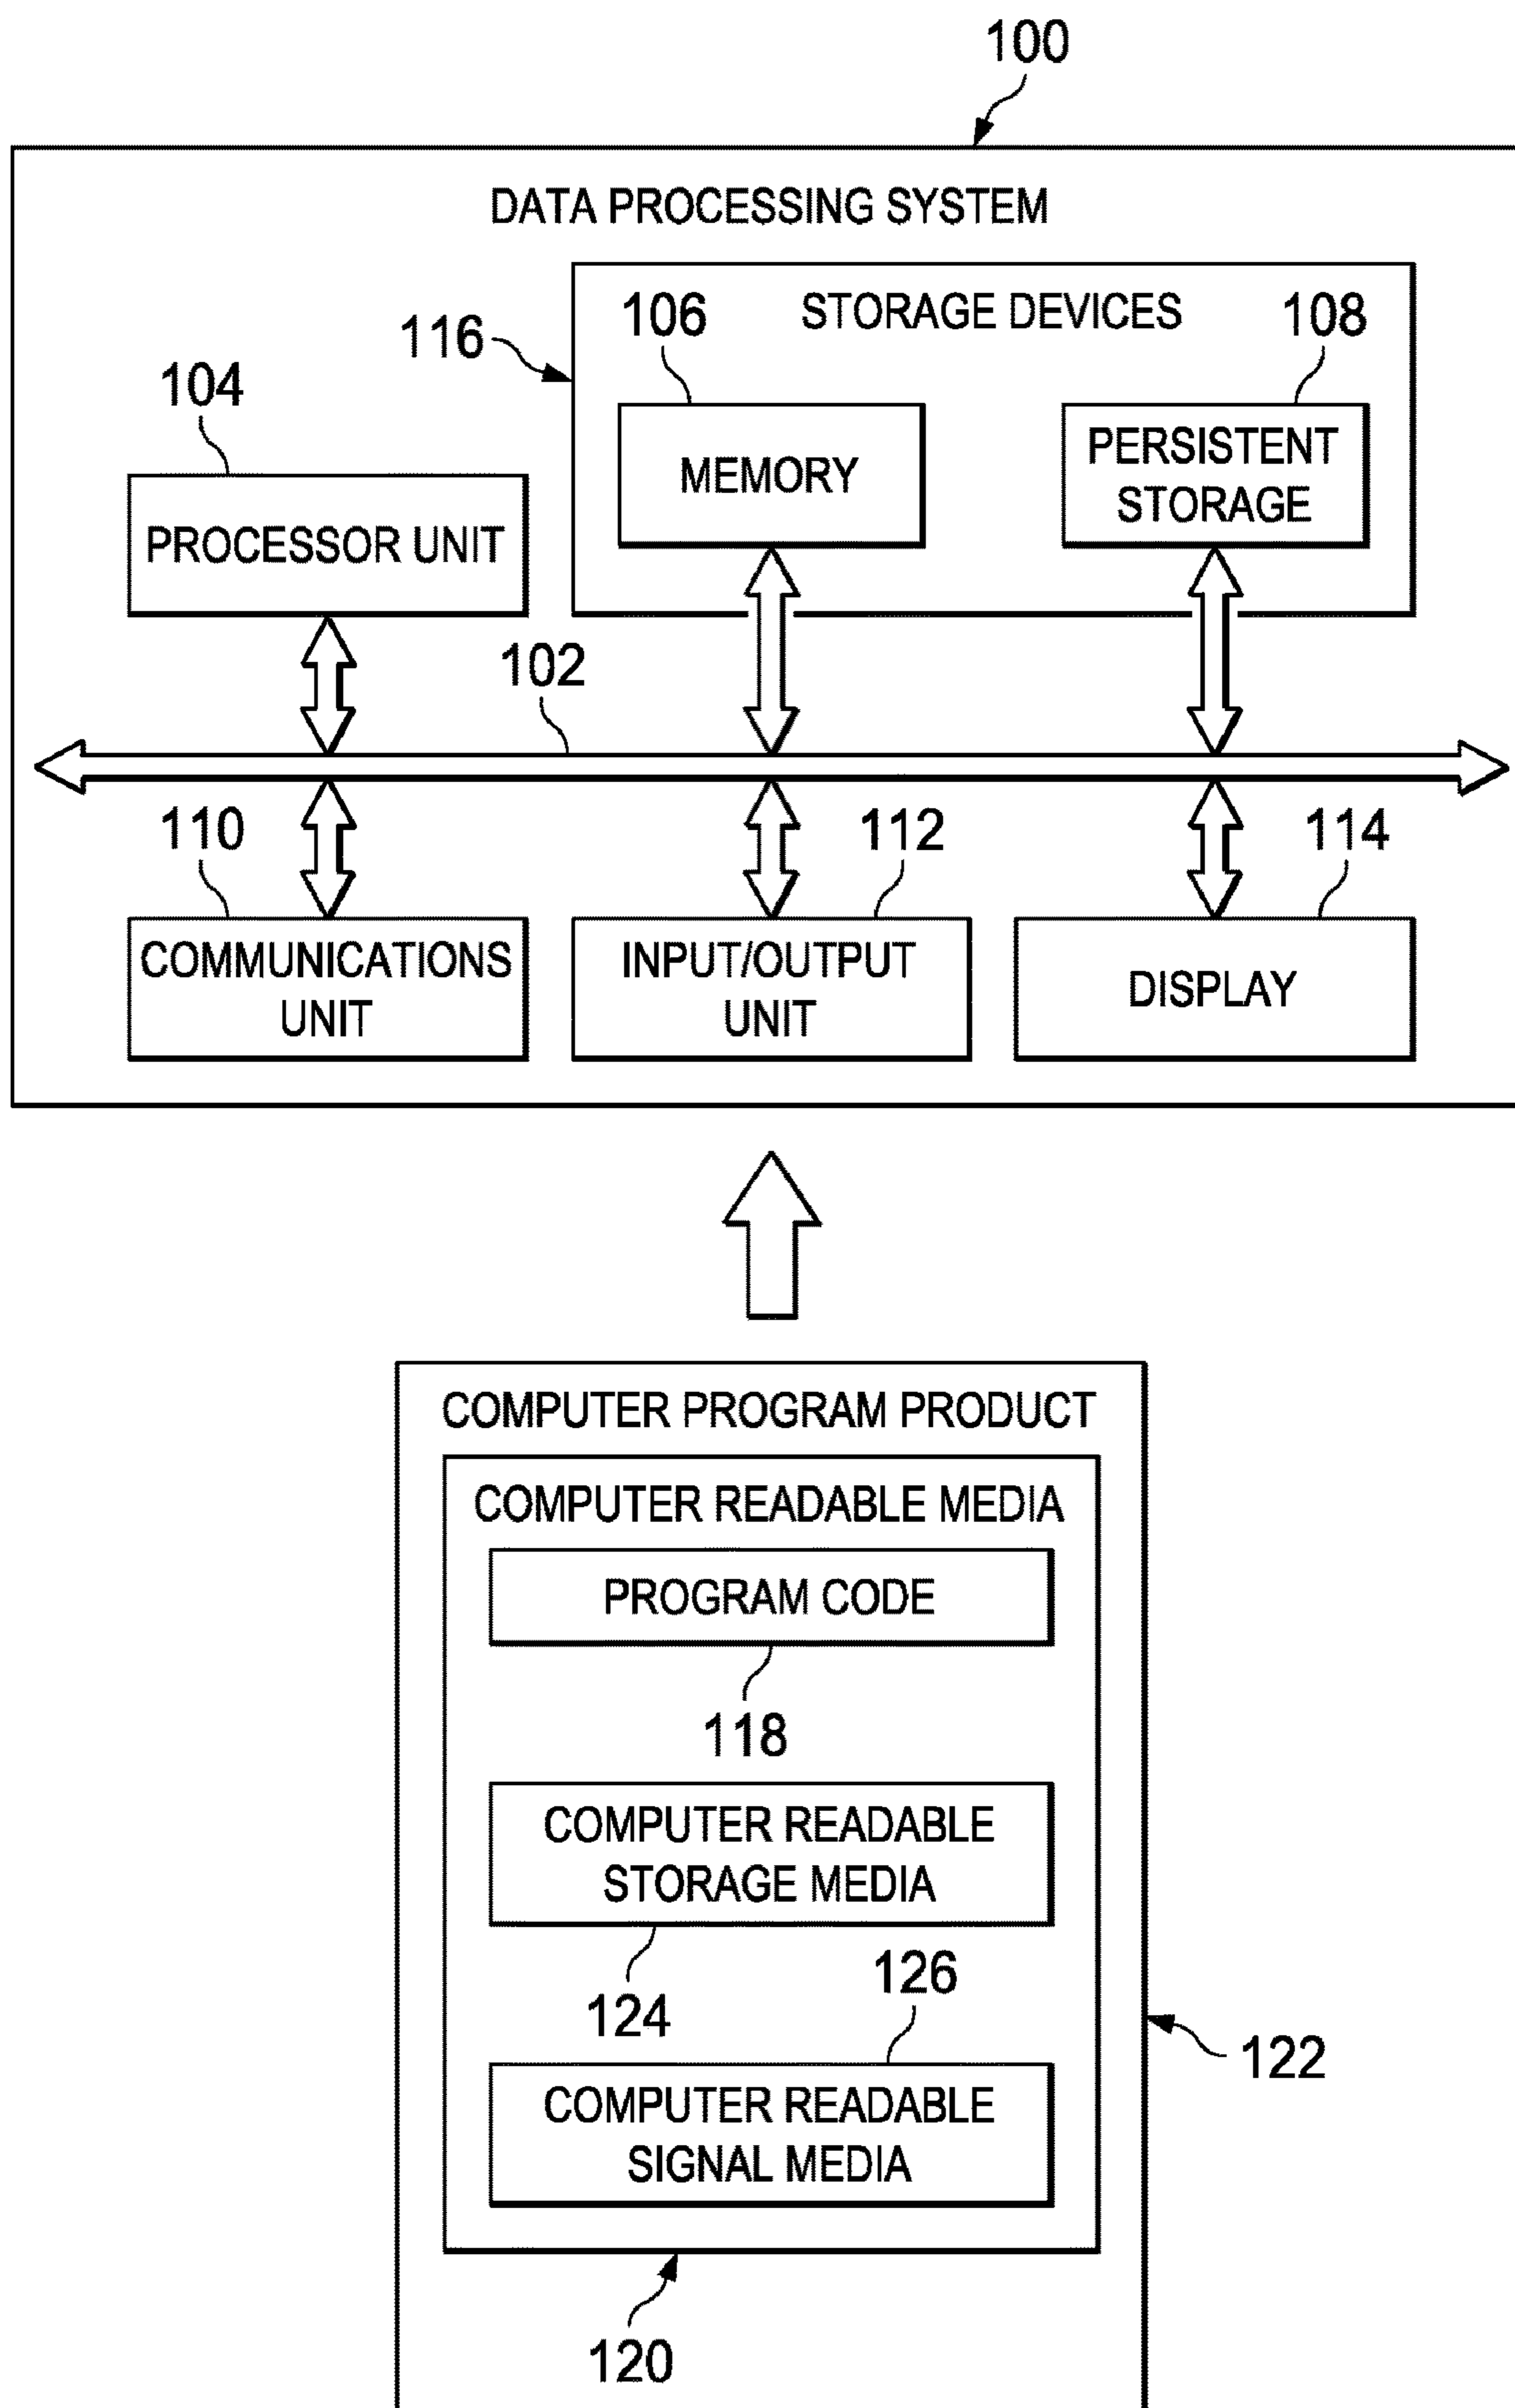 100
DATA PROCESSING SYSTEM
106
STORAGE DEVICES
108
116
104
MEMORY
PERSISTENT
STORAGE
PROCESSOR UNIT
102
110
112
114
COMMUNICATIONS
UNIT
INPUT/OUTPUT
UNIT
DISPLAY
COMPUTER PROGRAM PRODUCT
COMPUTER READABLE MEDIA
PROGRAM CODE
118
COMPUTER READABLE
STORAGE MEDIA
124
126
COMPUTER READABLE
SIGNAL MEDIA
122
120